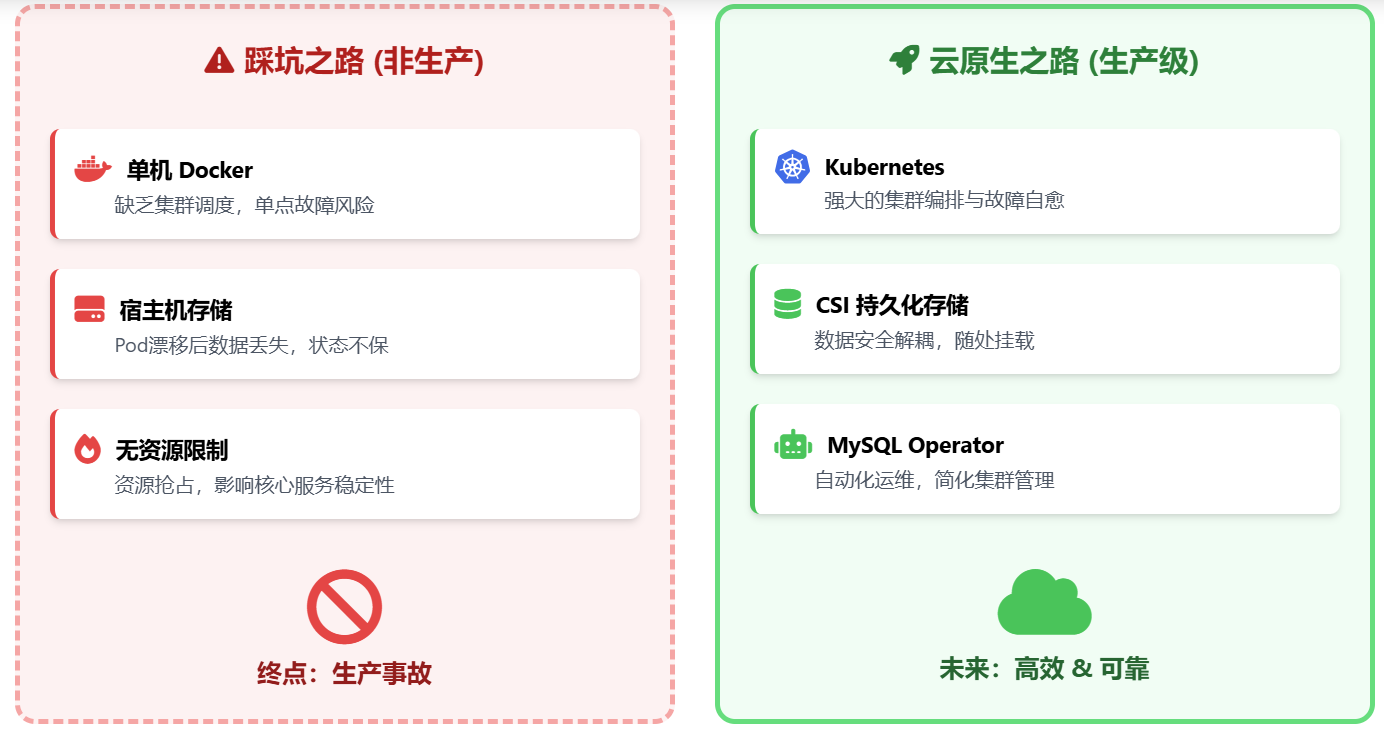 踩坑之路 (非生产)
单机 Docker
缺乏集群调度，单点故障风险
宿主机存储
Pod漂移后数据丢失，状态不保
无资源限制
资源抢占，影响核心服务稳定性
终点：生产事故
云原生之路 (生产级)
Kubernetes
强大的集群编排与故障自愈
CSI 持久化存储
数据安全解耦，随处挂载
MySQL Operator
自动化运维，简化集群管理
未来：高效 & 可靠